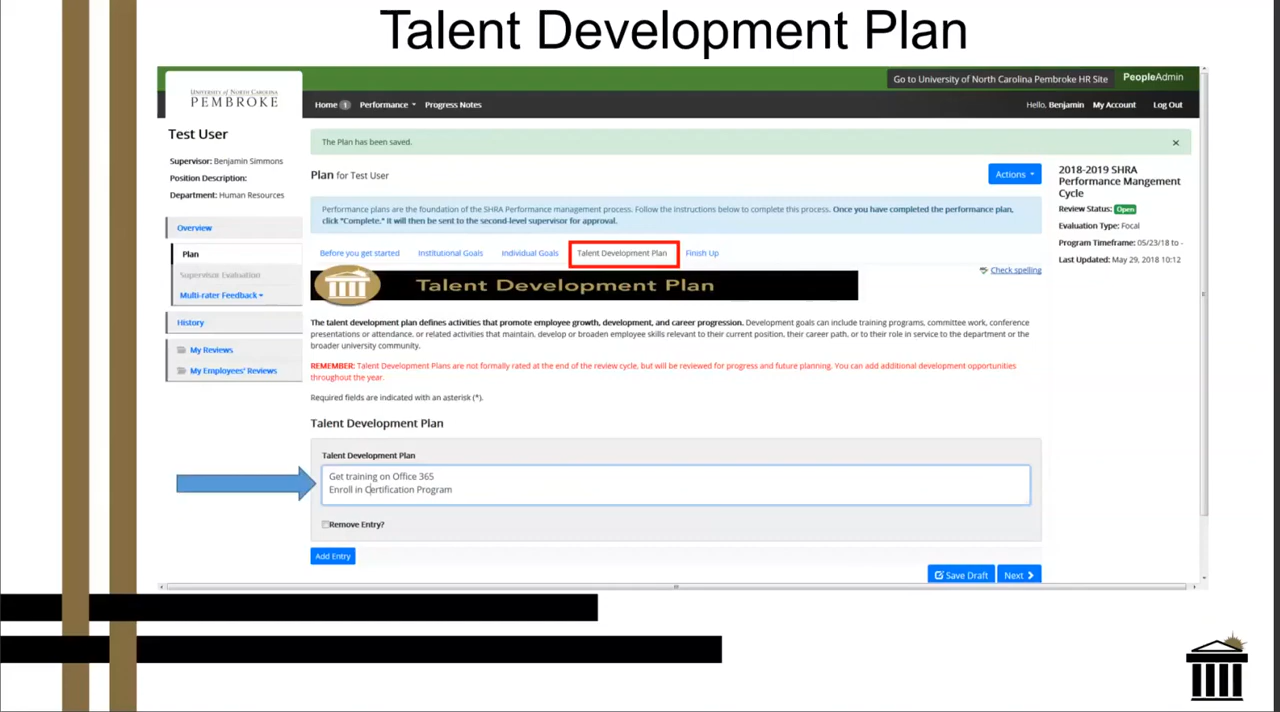 Talent Development Plan
Go to University of North Carolina Pembroke HR Site
PeopleAdmin
UNIVERSITY OF NORTH CAROLINA
PEMBROKE
Home 1 Performance Progress Notes
Hello, Benjamin My Account Log Out
Test User
Supervisor: Benjamin Simmons
Position Description:
Department: Human Resources
Overview
Plan
Supervisor Evaluation
Multi-rater Feedback
History
My Reviews
My Employees' Reviews
The Plan has been saved.
×
Plan for Test User
Actions
Performance plans are the foundation of the SHRA Performance management process. Follow the instructions below to complete this process. Once you have completed the performance plan,
click "Complete." it will then be sent to the second-level supervisor for approval.
Before you get started Institutional Goals Individual Goals Talent Development Plan Finish Up
Check spelling
Talent Development Plan
The talent development plan defines activities that promote employee growth, development, and career progression. Development goals can include training programs, committee work, conference
presentations or attendance, or related activities that maintain, develop or broaden employee skills relevant to their current position, their career path, or to their role in service to the department or the
broader university community.
REMEMBER: Talent Development Plans are not formally rated at the end of the review cycle, but will be reviewed for progress and future planning. You can add additional development opportunities
throughout the year.
Required fields are indicated with an asterisk (*).
Talent Development Plan
Talent Development Plan
Get training on Office 365
Enroll in Certification Program
Remove Entry?
Add Entry
Save Draft
Next
2018-2019 SHRA
Performance Mangement
Cycle
Review Status: Open
Evaluation Type: Focal
Program Timeframe: 05/23/18 to -
Last Updated: May 29, 2018 10:12